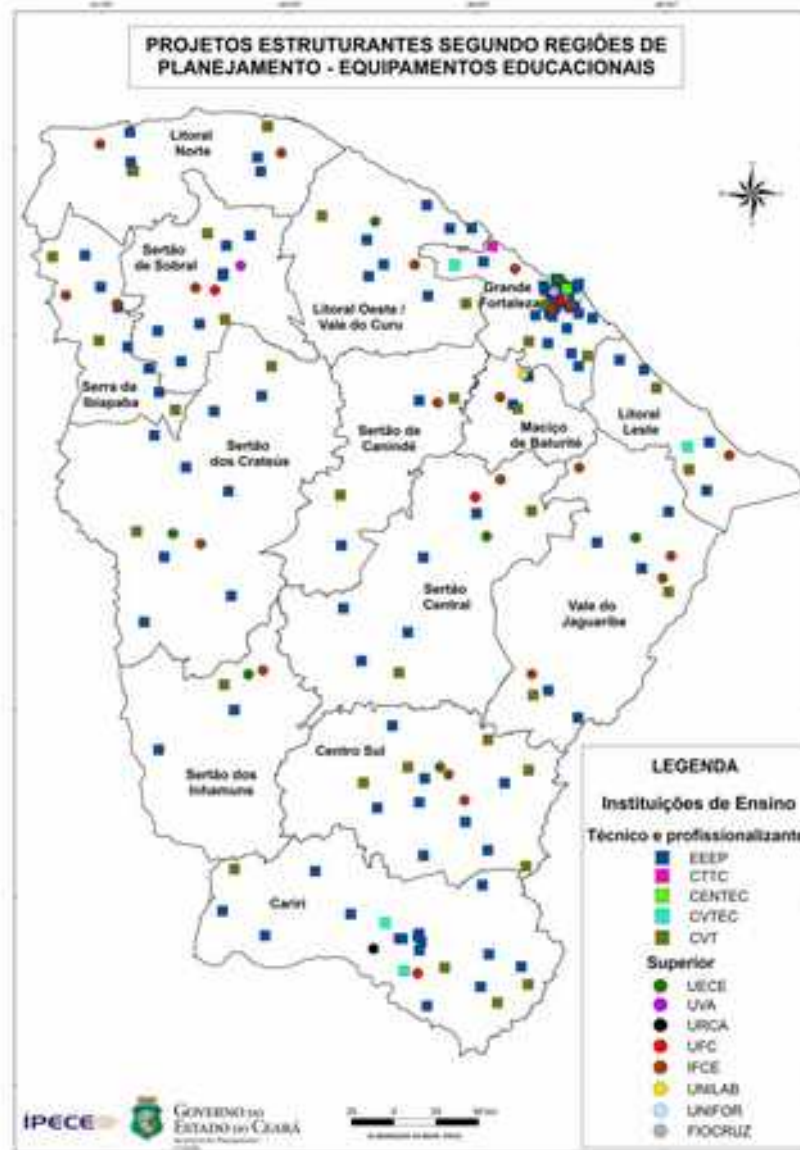 PROJETOS ESTRUTURANTES SEGUNDO REGIÕES DE
PLANEJAMENTO - EQUIPAMENTOS EDUCACIONAIS
Litoral
Norte
Sertão
de Sobral
Litoral Oeste /
Vale do Curu
Grande
Fortaleza
Serra da
Ibiapaba
Sertão
dos Crateús
Sertão de
Canindé
Maciço
de Baturité
Litoral
Leste
Sertão
Central
Vale do
Jaguaribe
Sertão dos
Inhamuns
Centro Sul
Cariri
LEGENDA
Instituições de Ensino
Técnico e profissionalizante
EEEP
CTTC
CENTEC
CVTEC
CVT
Superior
UECE
UVA
URCA
UFC
IFCE
UNILAB
UNIFOR
FIOCRUZ
IPECE
GOVERNO DO
ESTADO DO CEARÁ